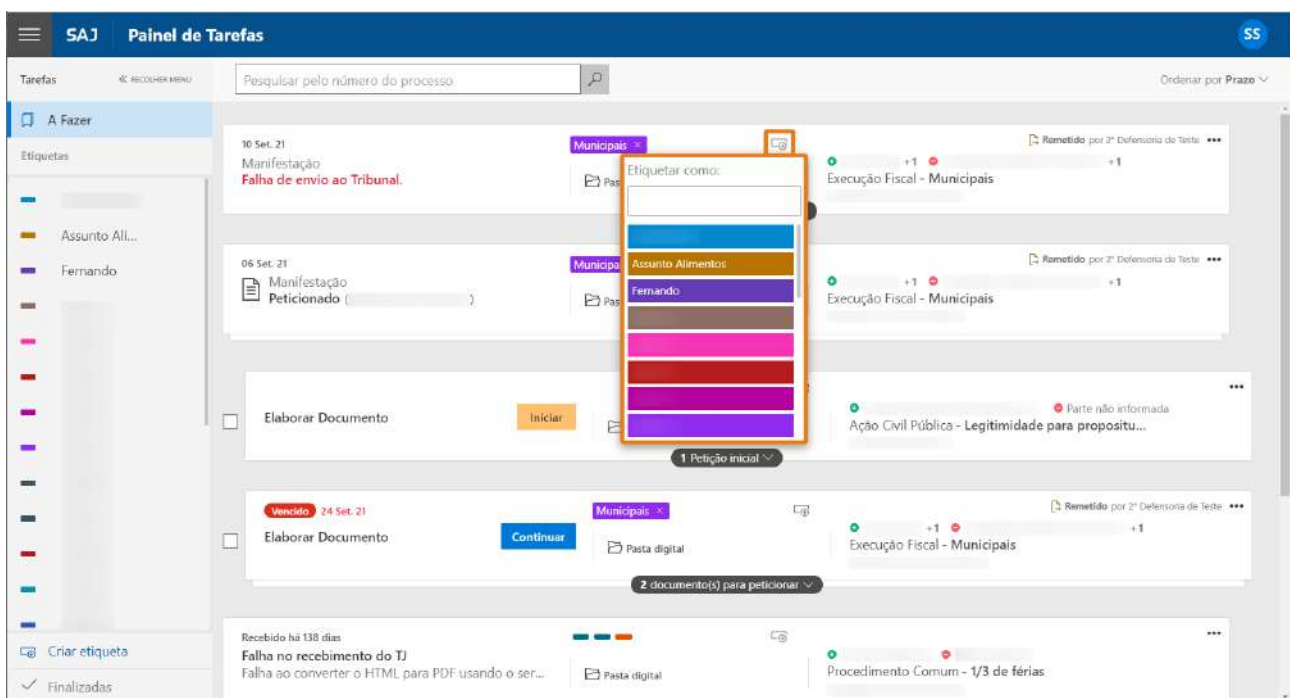 SAJ Painel de Tarefas
SS
Tarefas
RECOLHER MENU
Pesquisar pelo número do processo
Ordenar por Prazo
A Fazer
Etiquetas
Assunto Ali...
Fernando
Criar etiqueta
Finalizadas
10 Set. 21
Manifestação
Falha de envio ao Tribunal.
Municipais ×
Pas
Remetido por 2ª Defensoria de Teste
+1 +1
Execução Fiscal - Municipais
Etiquetar como:
Assunto Alimentos
Fernando
06 Set. 21
Manifestação
Peticionado ( )
Municipa
Pas
Remetido por 2ª Defensoria de Teste
+1 +1
Execução Fiscal - Municipais
Elaborar Documento
Iniciar
Parte não informada
Ação Civil Pública - Legitimidade para propositu...
1 Petição inicial
Vencido 24 Set. 21
Elaborar Documento
Continuar
Municipais ×
Pasta digital
Remetido por 2ª Defensoria de Teste
+1 +1
Execução Fiscal - Municipais
2 documento(s) para peticionar
Recebido há 138 dias
Falha no recebimento do TJ
Falha ao converter o HTML para PDF usando o ser...
Pasta digital
Procedimento Comum - 1/3 de férias